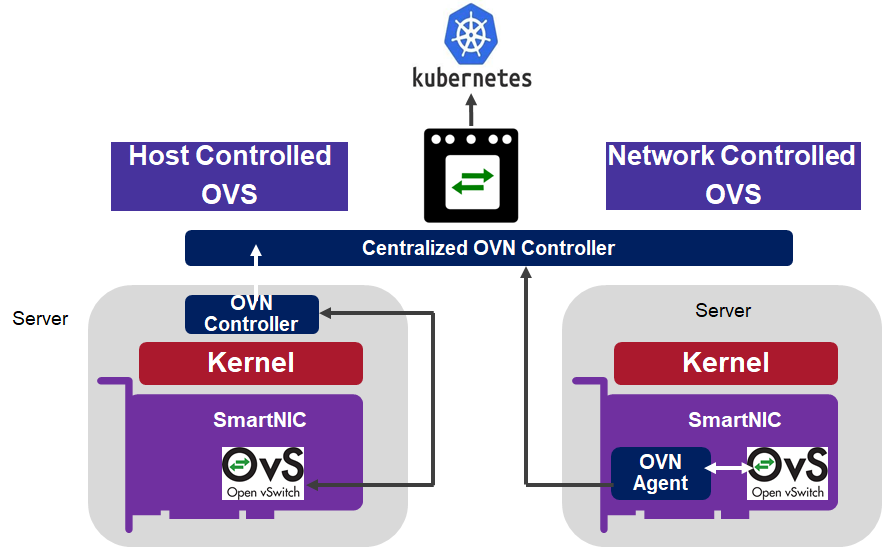 kubernetes
Host Controlled
OVS
Network Controlled
OVS
Centralized OVN Controller
Server
OVN
Controller
Kernel
SmartNIC
OvS
Open vSwitch
Server
Kernel
SmartNIC
OVN
Agent
OvS
Open vSwitch